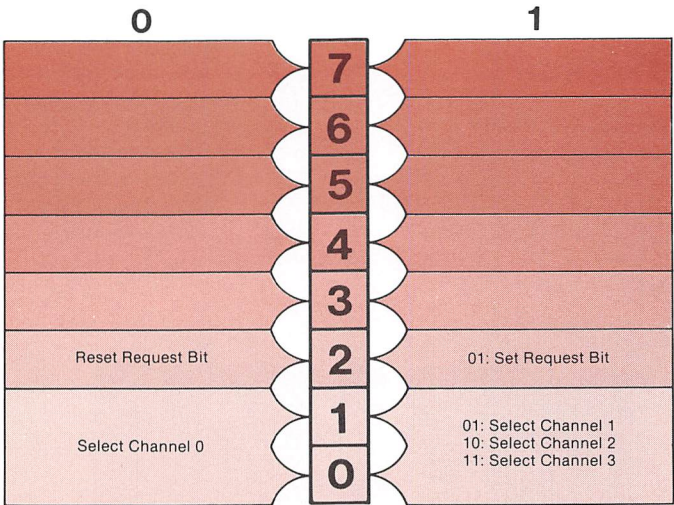 0 1
7
6
5
4
3
Reset Request Bit 2 01: Set Request Bit
1
Select Channel 0
01: Select Channel 1
10: Select Channel 2
11: Select Channel 3
0